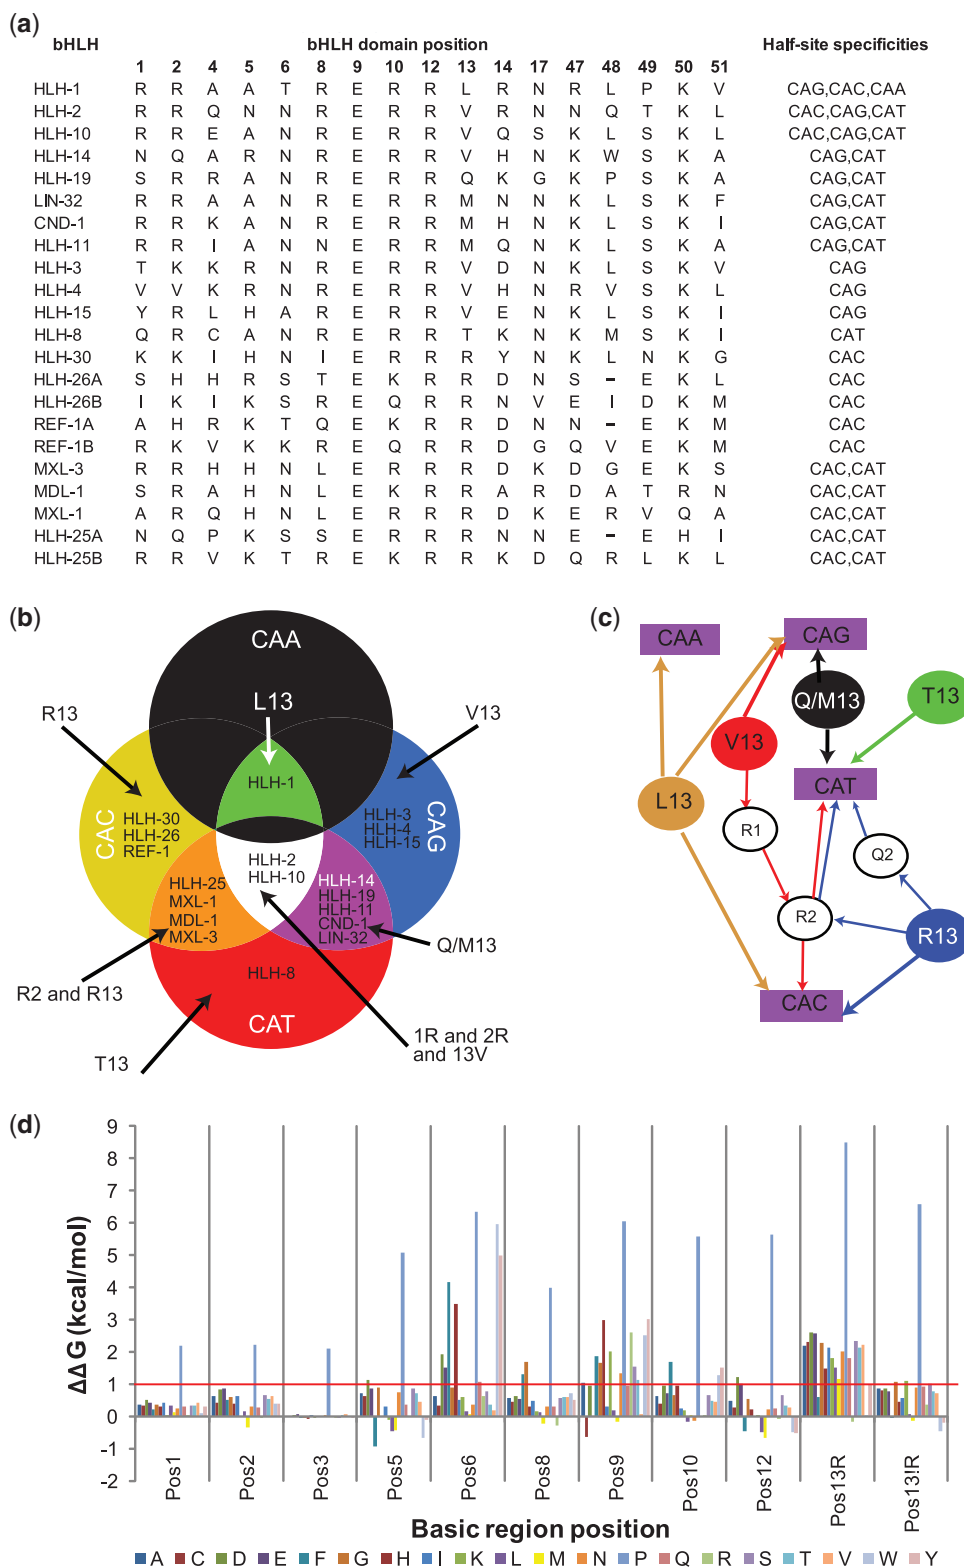 (a)
bHLH bHLH domain position Half-site specificities
1 2 4 5 6 8 9 10 12 13 14 17 47 48 49 50 51
HLH-1 R R A A T R E R R L R N R L P K V CAG,CAC,CAA
HLH-2 R R Q N N R E R R V R N N Q T K L CAC,CAG,CAT
HLH-10 R R E A N R E R R V Q S K L S K L CAC,CAG,CAT
HLH-14 N Q A R N R E R R V H N K W S K A CAG,CAT
HLH-19 S R R A N R E R R Q K G K P S K A CAG,CAT
LIN-32 R R A A N R E R R M N N K L S K F CAG,CAT
CND-1 R R K A N R E R R M H N K L S K I CAG,CAT
HLH-11 R R I A N N E R R M Q N K L S K A CAG,CAT
HLH-3 T K K R N R E R R V D N K L S K V CAG
HLH-4 V V K R N R E R R V H N R V S K L CAG
HLH-15 Y R L H A R E R R V E N K L S K I CAG
HLH-8 Q R C A N R E R R T K N K M S K I CAT
HLH-30 K K I H N I E R R R Y N K L N K G CAC
HLH-26A S H H R S T E K R R D N S – E K L CAC
HLH-26B I K I K S R E Q R R N V E I D K M CAC
REF-1A A H R K T Q E K R R D N N – E K M CAC
REF-1B R K V K K R E Q R R D G Q V E K M CAC
MXL-3 R R H H N L E R R R D K D G E K S CAC,CAT
MDL-1 S R A H N L E K R R A R D A T R N CAC,CAT
MXL-1 A R Q H N L E R R R D K E R V Q A CAC,CAT
HLH-25A N Q P K S S E R R R N N E – E H I CAC,CAT
HLH-25B R R V K T R E K R R K D Q R L K L CAC,CAT
(b)
CAA
L13
R13
V13
HLH-1
CAC
HLH-30
HLH-26
REF-1
HLH-3
HLH-4
HLH-15
CAG
HLH-2
HLH-10
HLH-25
MXL-1
MDL-1
MXL-3
HLH-14
HLH-19
HLH-11
CND-1
LIN-32
Q/M13
HLH-8
R2 and R13
CAT
T13
1R and 2R
and 13V
(c)
CAA
CAG
Q/M13
T13
V13
CAT
L13
R1
Q2
R2
R13
CAC
(d)
ΔΔ G (kcal/mol)
9
8
7
6
5
4
3
2
1
0
-1
-2
Pos1 Pos2 Pos3 Pos5 Pos6 Pos8 Pos9 Pos10 Pos12 Pos13R Pos13!R
Basic region position
A C D E F G H I K L M N P Q R S T V W Y